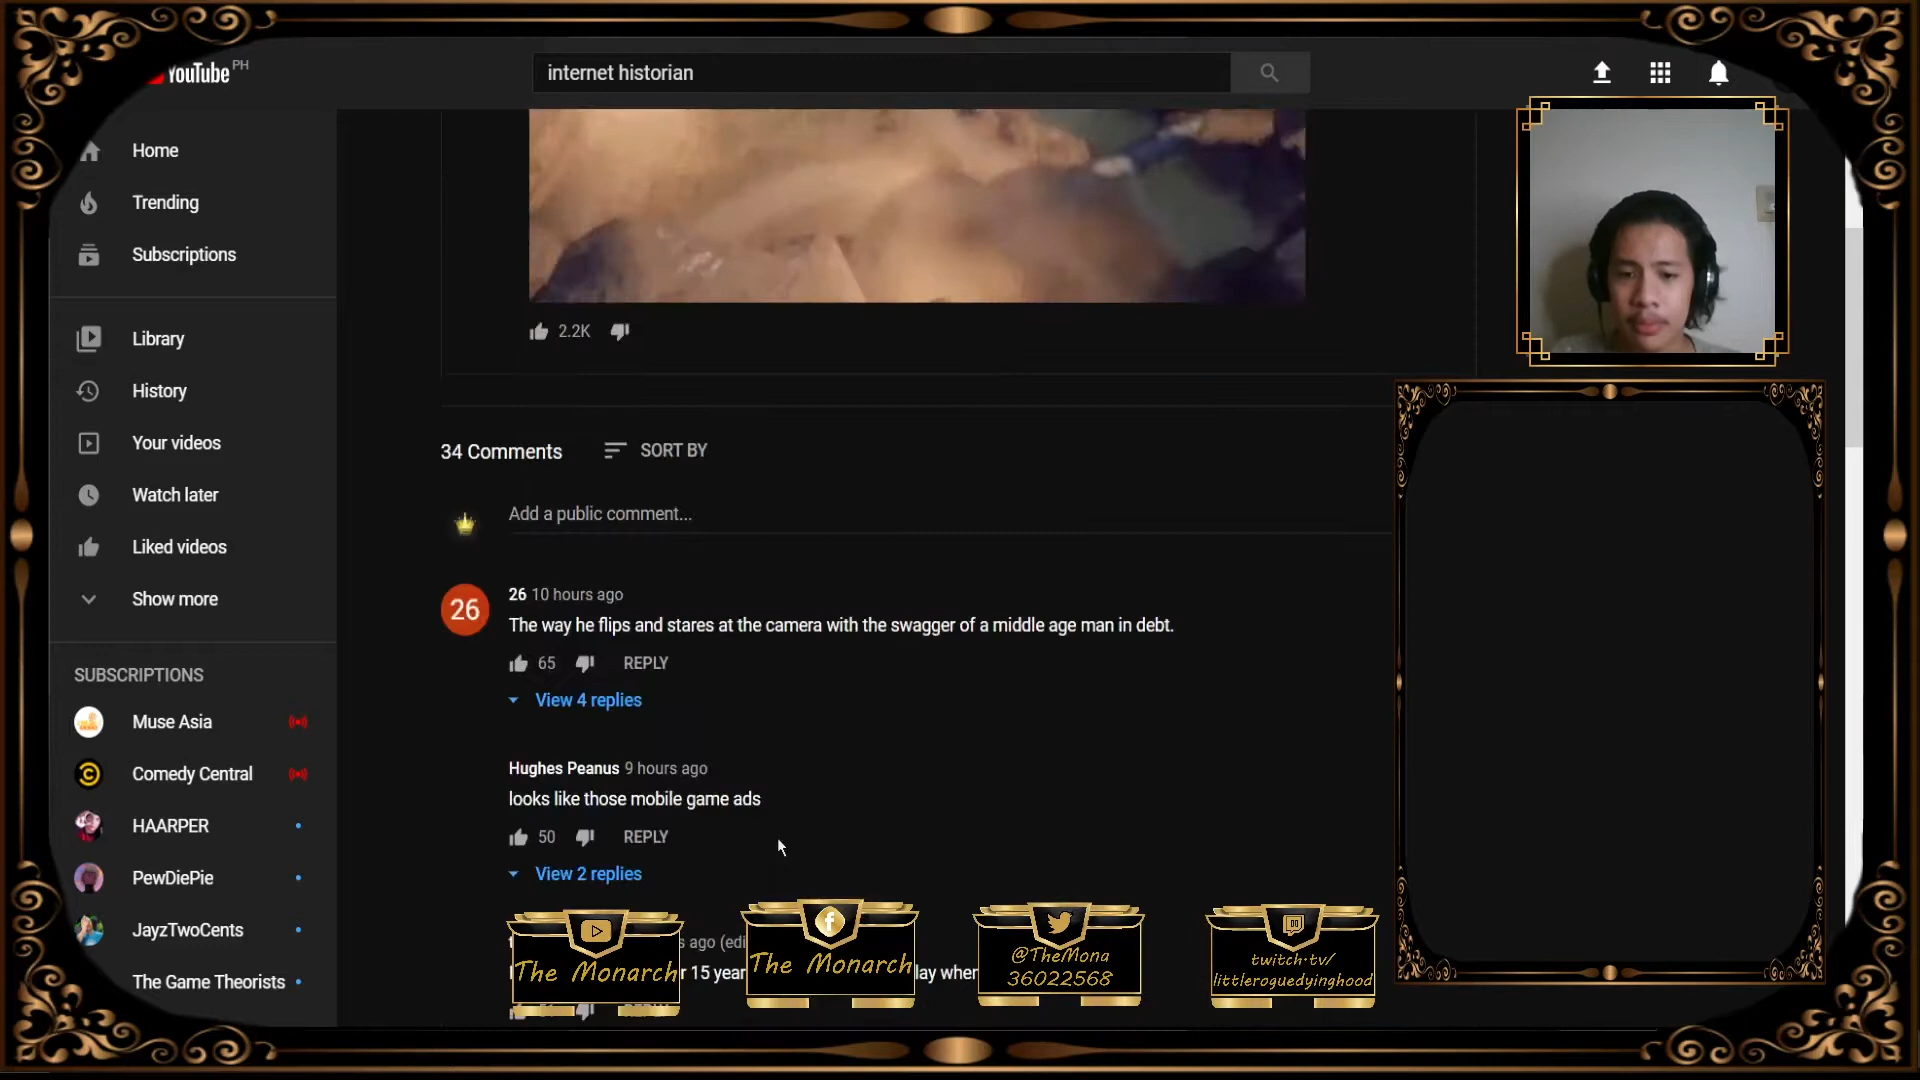 YouTube PH
internet historian
Home
Trending
Subscriptions
Library
History
Your videos
Watch later
Liked videos
Show more
SUBSCRIPTIONS
Muse Asia
Comedy Central
HAARPER
PewDiePie
JayzTwoCents
The Game Theorists
2.2K
34 Comments
SORT BY
Add a public comment...
26
26 10 hours ago
The way he flips and stares at the camera with the swagger of a middle age man in debt.
65 REPLY
View 4 replies
Hughes Peanus 9 hours ago
looks like those mobile game ads
50 REPLY
View 2 replies
s ago (edi
r 15 year
lay wher
The Monarch
The Monarch
@TheMona
36022568
twitch.tv/
littleroguedyinghood